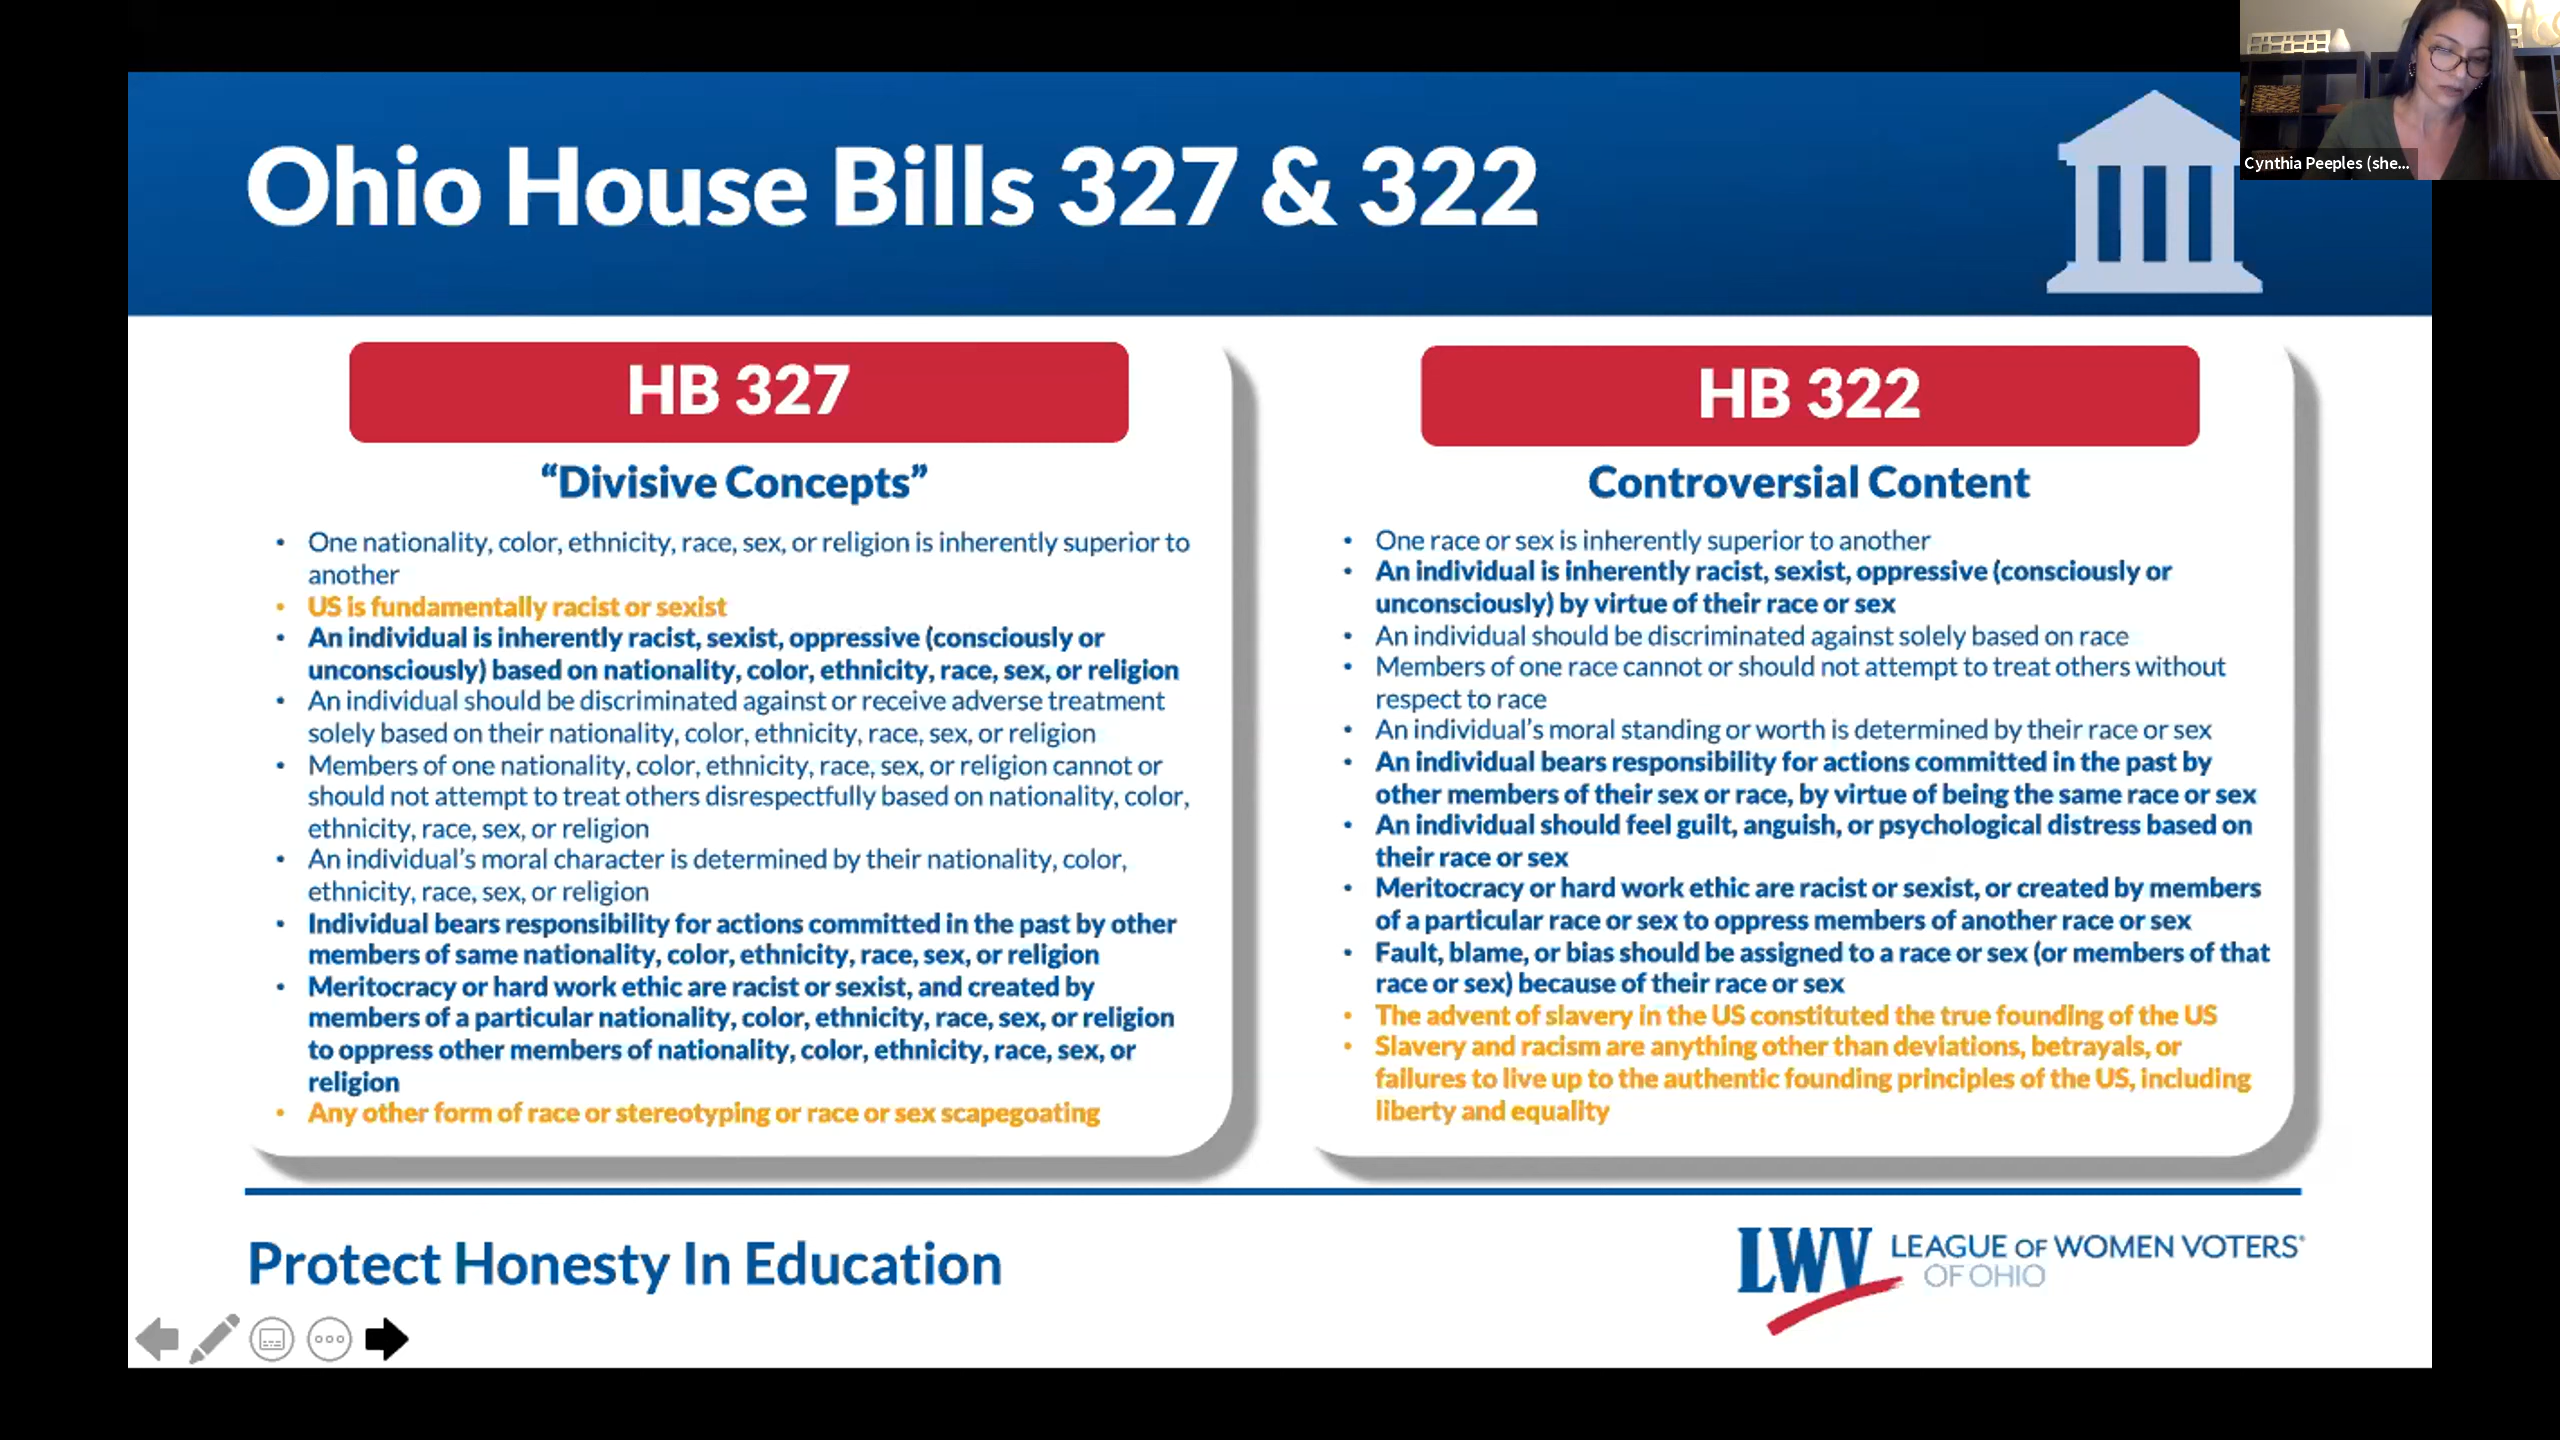 Cynthia Peeples (she...
Ohio House Bills 327 & 322
HB 327
“Divisive Concepts”
• One nationality, color, ethnicity, race, sex, or religion is inherently superior to
another
• US is fundamentally racist or sexist
• An individual is inherently racist, sexist, oppressive (consciously or
unconsciously) based on nationality, color, ethnicity, race, sex, or religion
• An individual should be discriminated against or receive adverse treatment
solely based on their nationality, color, ethnicity, race, sex, or religion
• Members of one nationality, color, ethnicity, race, sex, or religion cannot or
should not attempt to treat others disrespectfully based on nationality, color,
ethnicity, race, sex, or religion
• An individual’s moral character is determined by their nationality, color,
ethnicity, race, sex, or religion
• Individual bears responsibility for actions committed in the past by other
members of same nationality, color, ethnicity, race, sex, or religion
• Meritocracy or hard work ethic are racist or sexist, and created by
members of a particular nationality, color, ethnicity, race, sex, or religion
to oppress other members of nationality, color, ethnicity, race, sex, or
religion
• Any other form of race or stereotyping or race or sex scapegoating
HB 322
Controversial Content
• One race or sex is inherently superior to another
• An individual is inherently racist, sexist, oppressive (consciously or
unconsciously) by virtue of their race or sex
• An individual should be discriminated against solely based on race
• Members of one race cannot or should not attempt to treat others without
respect to race
• An individual’s moral standing or worth is determined by their race or sex
• An individual bears responsibility for actions committed in the past by
other members of their sex or race, by virtue of being the same race or sex
• An individual should feel guilt, anguish, or psychological distress based on
their race or sex
• Meritocracy or hard work ethic are racist or sexist, or created by members
of a particular race or sex to oppress members of another race or sex
• Fault, blame, or bias should be assigned to a race or sex (or members of that
race or sex) because of their race or sex
• The advent of slavery in the US constituted the true founding of the US
• Slavery and racism are anything other than deviations, betrayals, or
failures to live up to the authentic founding principles of the US, including
liberty and equality
Protect Honesty In Education
LWV LEAGUE OF WOMEN VOTERS®
OF OHIO